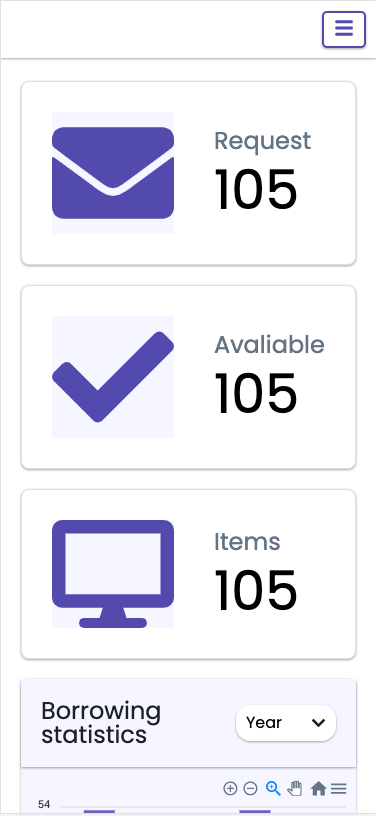 Request
105
Avaliable
105
Items
105
Borrowing
statistics
Year
54